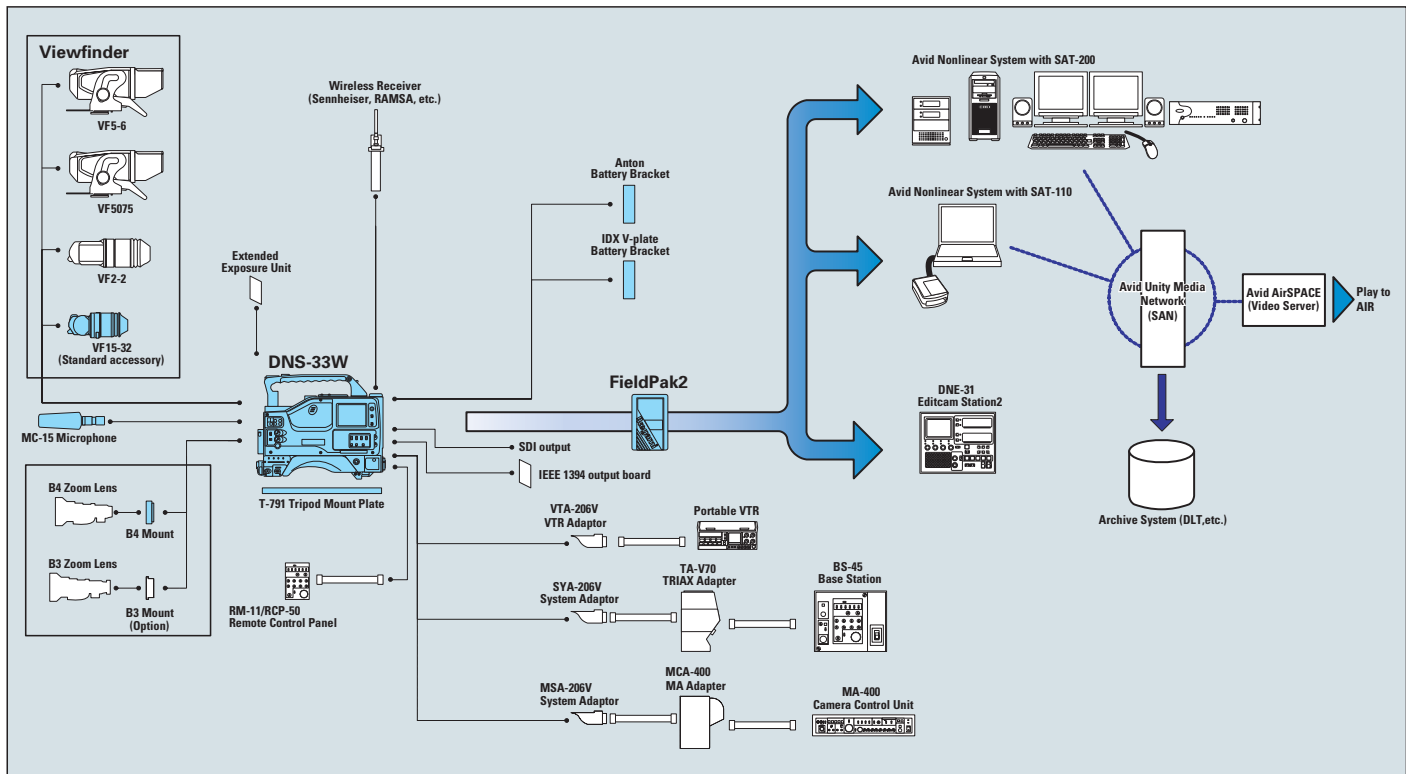 Viewfinder
VF5-6
VF5075
VF2-2
VF15-32
(Standard accessory)
Wireless Receiver
(Sennheiser, RAMSA, etc.)
Extended
Exposure Unit
Anton
Battery Bracket
IDX V-plate
Battery Bracket
DNS-33W
MC-15 Microphone
FieldPak2
SDI output
IEEE 1394 output board
T-791 Tripod Mount Plate
B4 Zoom Lens
B4 Mount
B3 Zoom Lens
B3 Mount
(Option)
RM-11/RCP-50
Remote Control Panel
VTA-206V
VTR Adaptor
Portable VTR
SYA-206V
System Adaptor
TA-V70
TRIAX Adapter
BS-45
Base Station
MSA-206V
System Adaptor
MCA-400
MA Adapter
MA-400
Camera Control Unit
Avid Nonlinear System with SAT-200
Avid Nonlinear System with SAT-110
DNE-31
Editcam Station2
Avid Unity Media
Network
(SAN)
Avid AirSPACE
(Video Server)
Play to
AIR
Archive System (DLT,etc.)